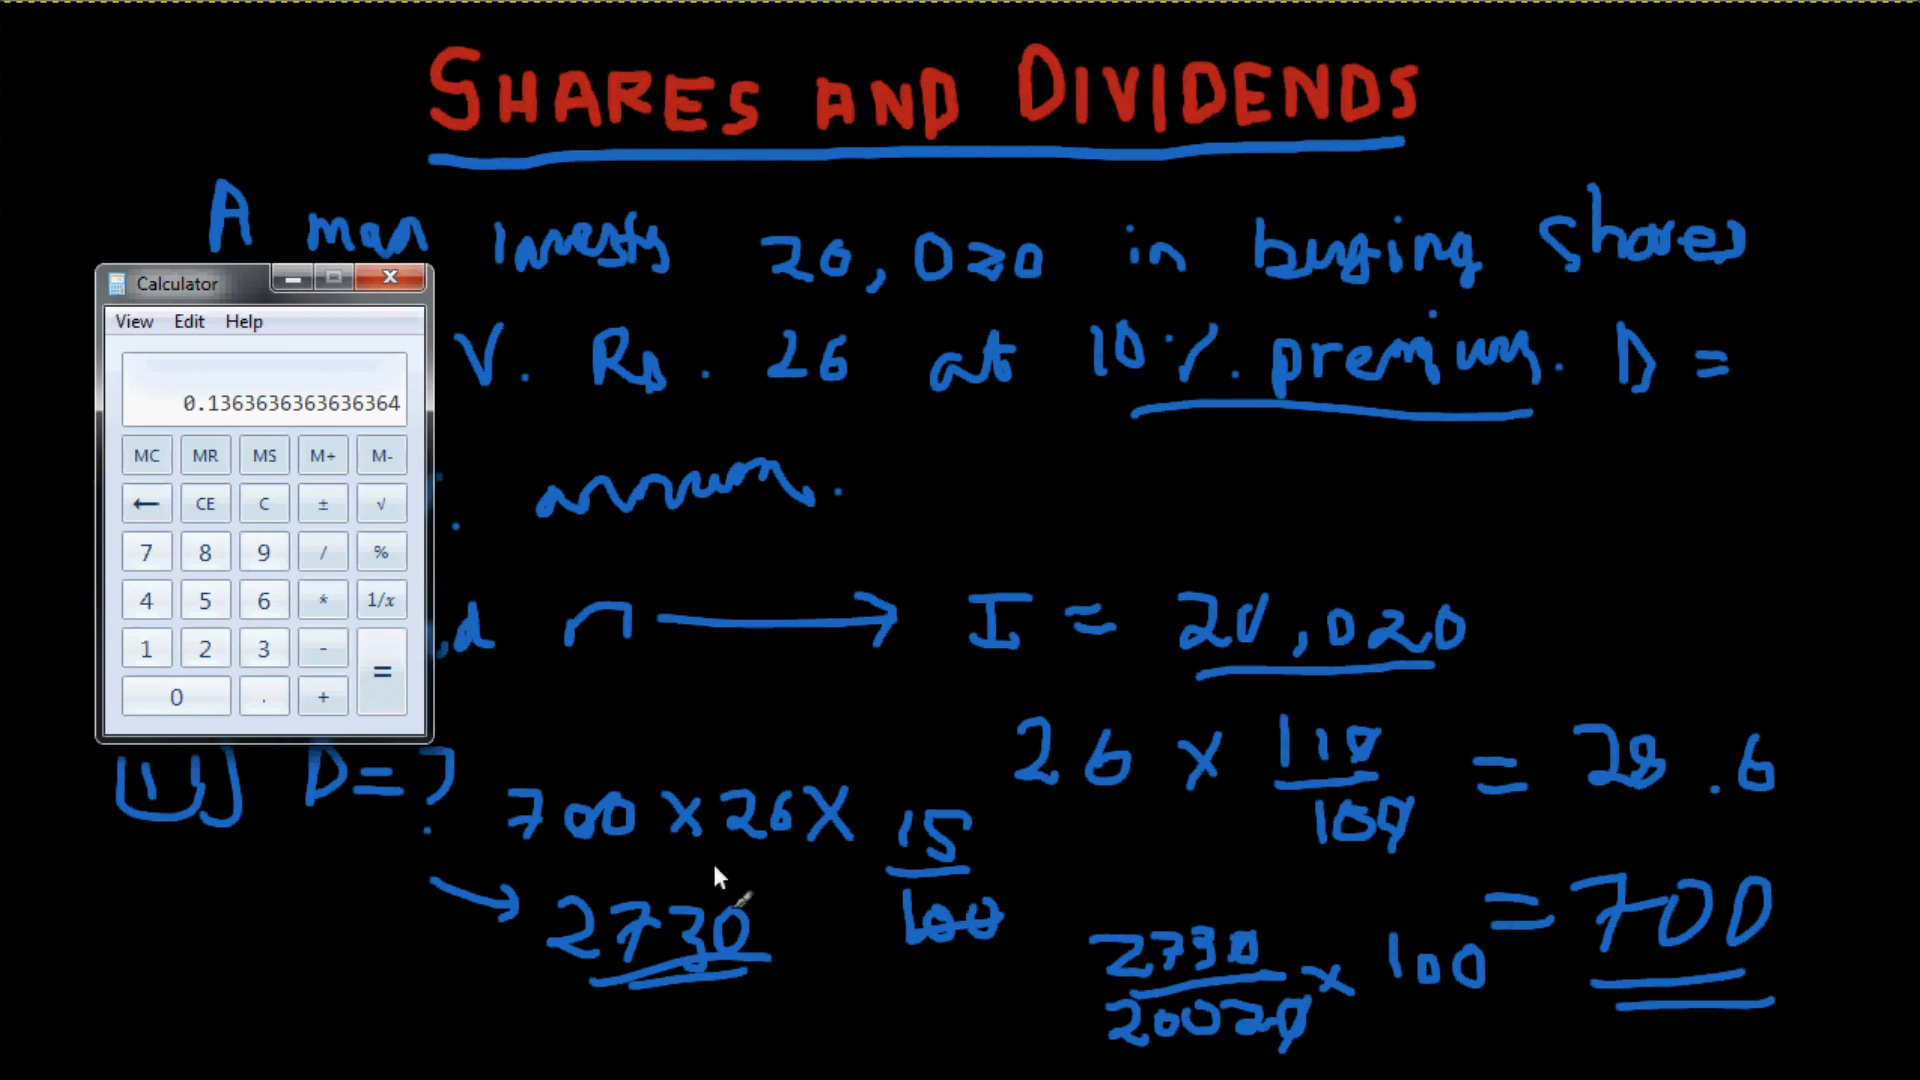 SHARES AND DIVIDENDS
A man invests 20,020 in buying shares
V. Rs. 26 at 10%. premium. D =
annum.
I = 20,020
26 × 110/100 = 28.6
(ii) D = ?
700 × 26 × 15/100
→ 2730
= 700
2730/20020 × 100
Calculator
View Edit Help
0.1363636363636364
MC MR MS M+ M-
← CE C ± √
7 8 9 / %
4 5 6 * 1/x
1 2 3 - =
0 . +